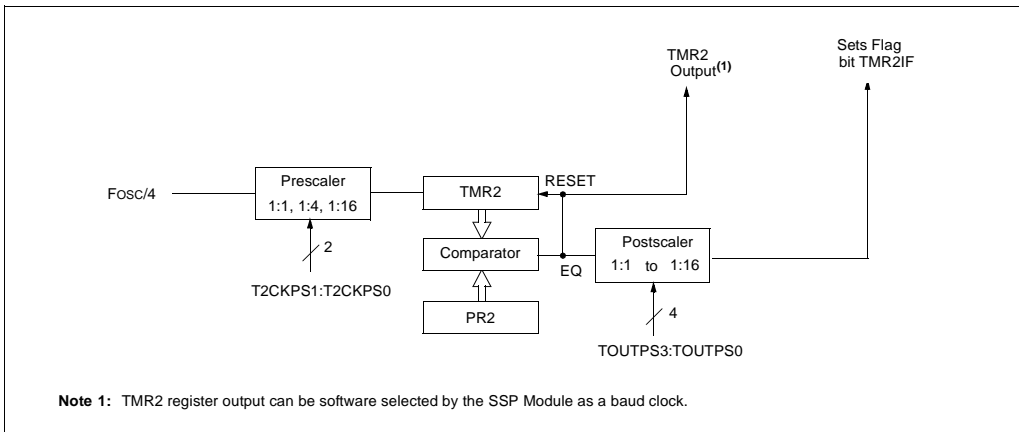 TMR2
Output(1)
Sets Flag
bit TMR2IF
FOSC/4
Prescaler
1:1, 1:4, 1:16
2
T2CKPS1:T2CKPS0
TMR2
RESET
Comparator
EQ
PR2
Postscaler
1:1 to 1:16
4
TOUTPS3:TOUTPS0
Note 1: TMR2 register output can be software selected by the SSP Module as a baud clock.